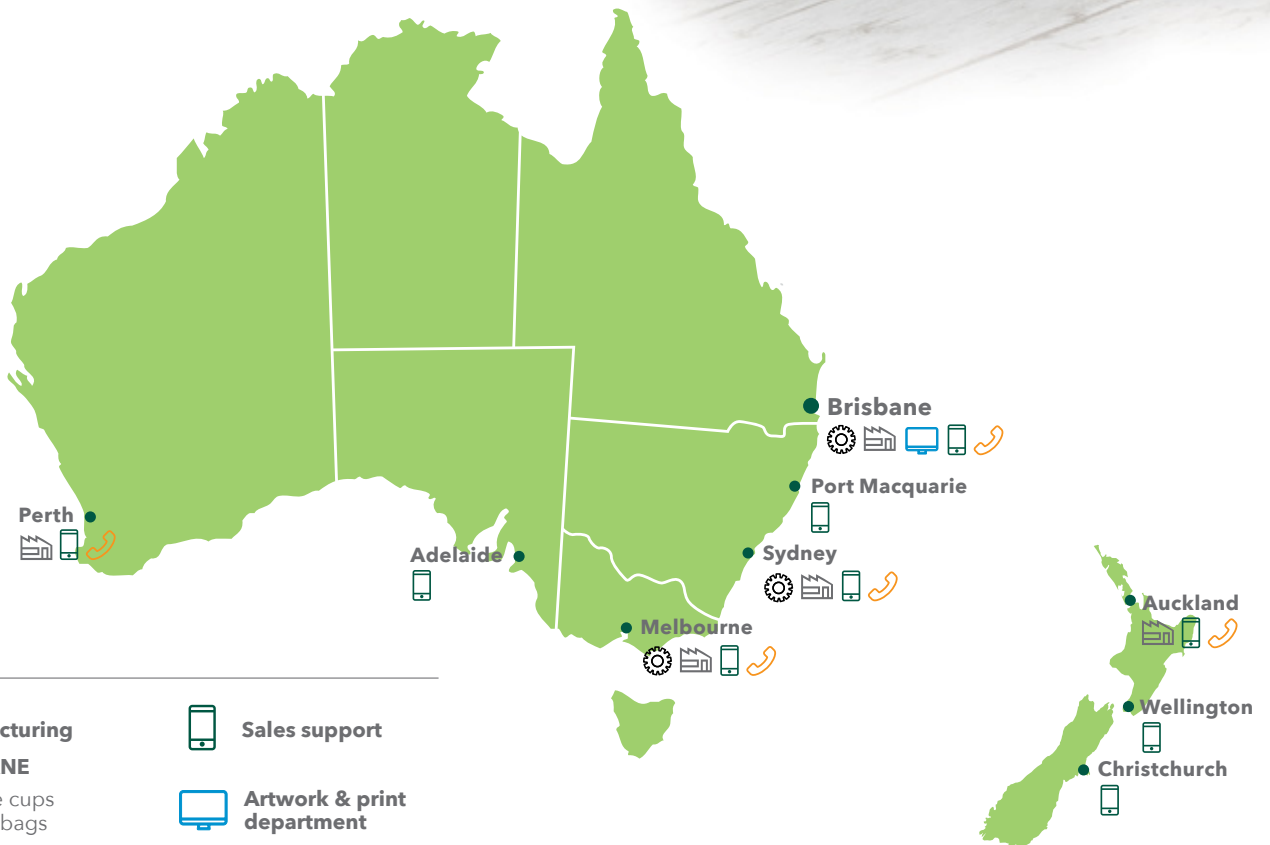 Brisbane
Port Macquarie
Perth
Adelaide
Sydney
Melbourne
Auckland
Wellington
Christchurch
cturing
NE
cups
bags
Sales support
Artwork & print
department